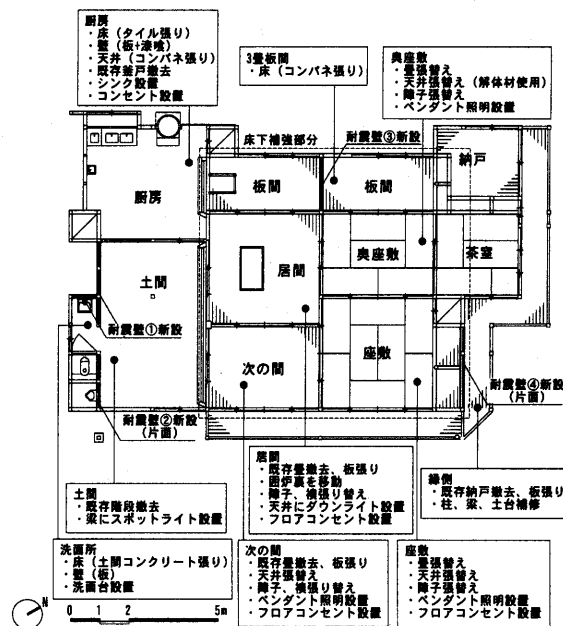 厨房
・床（タイル張り）
・壁（板+漆喰）
・天井（コンパネ張り）
・既存釜戸撤去
・シンク設置
・コンセント設置
3畳板間
・床（コンパネ張り）
奥座敷
・畳張替え
・天井張替え（解体材使用）
・障子張替え
・ペンダント照明設置
床下補強部分
耐震壁③新設
納戸
厨房
板間
板間
土間
居間
奥座敷
茶室
耐震壁①新設
次の間
座敷
耐震壁④新設
（片面）
耐震壁②新設
（片面）
土間
・既存階段撤去
・梁にスポットライト設置
居間
・既存畳撤去、板張り
・囲炉裏を移動
・障子、襖張り替え
・天井にダウンライト設置
・フロアコンセント設置
縁側
・既存納戸撤去、板張り
・柱、梁、土台補修
洗面所
・床（土間コンクリート張り）
・壁（板）
・洗面台設置
次の間
・既存畳撤去、板張り
・天井張替え
・障子、襖張り替え
・ペンダント照明設置
・フロアコンセント設置
座敷
・畳張替え
・天井張替え
・障子張替え
・ペンダント照明設置
・フロアコンセント設置
N
0 1 2 5m